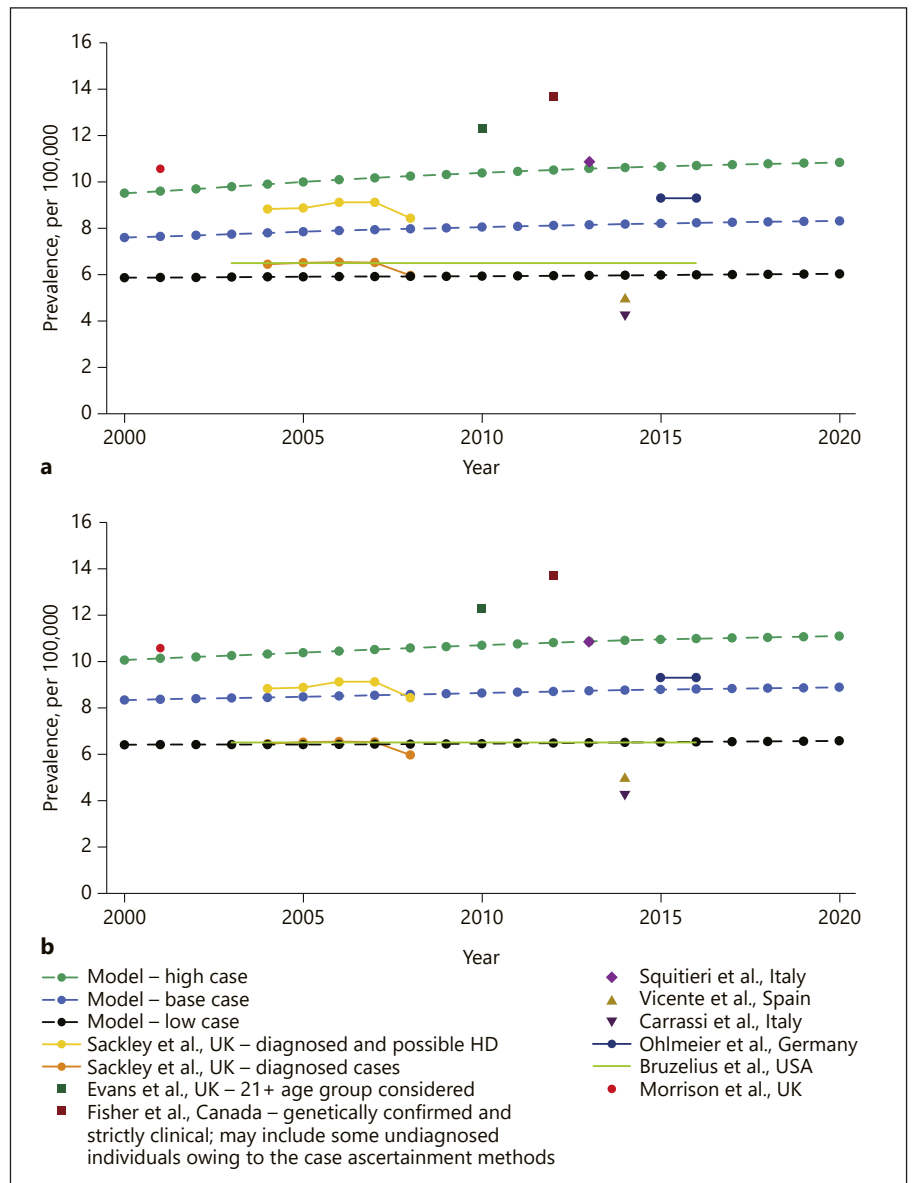 16
14
12
10
8
6
4
2
0
Prevalence, per 100,000
2000
2005
2010
2015
2020
Year
a
16
14
12
10
8
6
4
2
0
Prevalence, per 100,000
2000
2005
2010
2015
2020
Year
b
Model – high case
Model – base case
Model – low case
Sackley et al., UK – diagnosed and possible HD
Sackley et al., UK – diagnosed cases
Evans et al., UK – 21+ age group considered
Fisher et al., Canada – genetically confirmed and
strictly clinical; may include some undiagnosed
individuals owing to the case ascertainment methods
Squitieri et al., Italy
Vicente et al., Spain
Carrassi et al., Italy
Ohlmeier et al., Germany
Bruzelius et al., USA
Morrison et al., UK